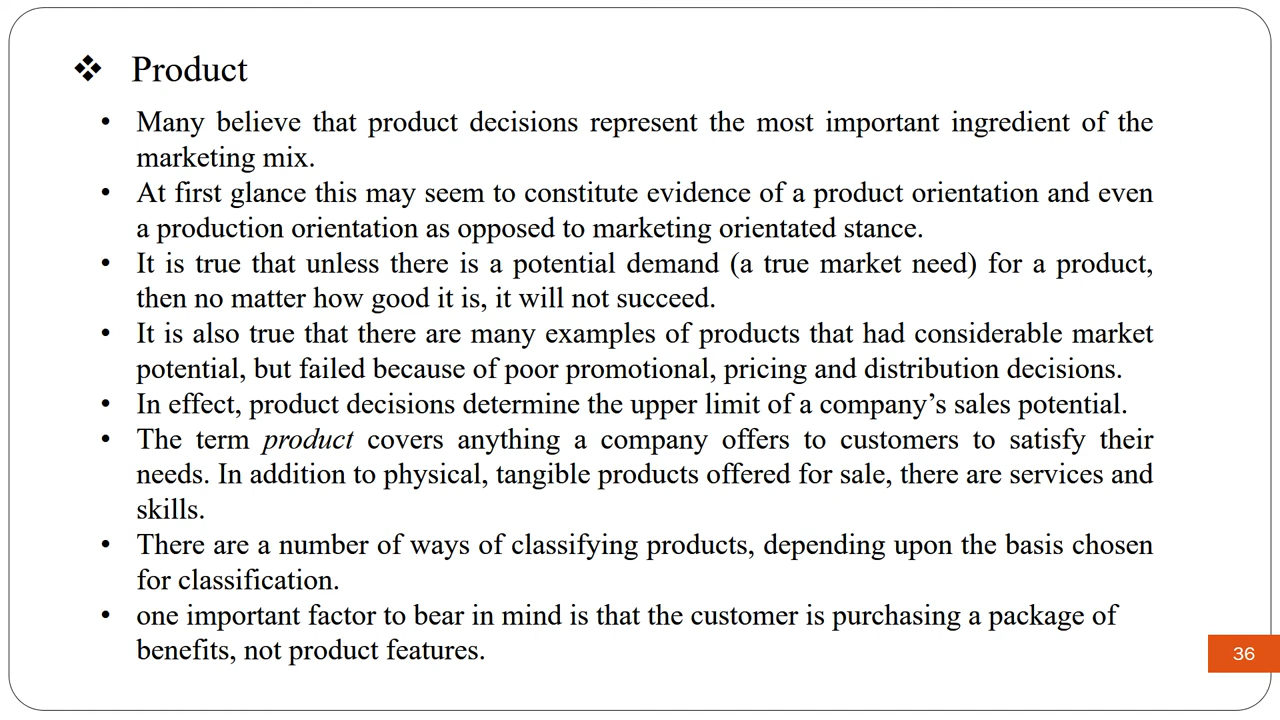 ❖ Product
• Many believe that product decisions represent the most important ingredient of the
marketing mix.
• At first glance this may seem to constitute evidence of a product orientation and even
a production orientation as opposed to marketing orientated stance.
• It is true that unless there is a potential demand (a true market need) for a product,
then no matter how good it is, it will not succeed.
• It is also true that there are many examples of products that had considerable market
potential, but failed because of poor promotional, pricing and distribution decisions.
• In effect, product decisions determine the upper limit of a company’s sales potential.
• The term product covers anything a company offers to customers to satisfy their
needs. In addition to physical, tangible products offered for sale, there are services and
skills.
• There are a number of ways of classifying products, depending upon the basis chosen
for classification.
• one important factor to bear in mind is that the customer is purchasing a package of
benefits, not product features.
36